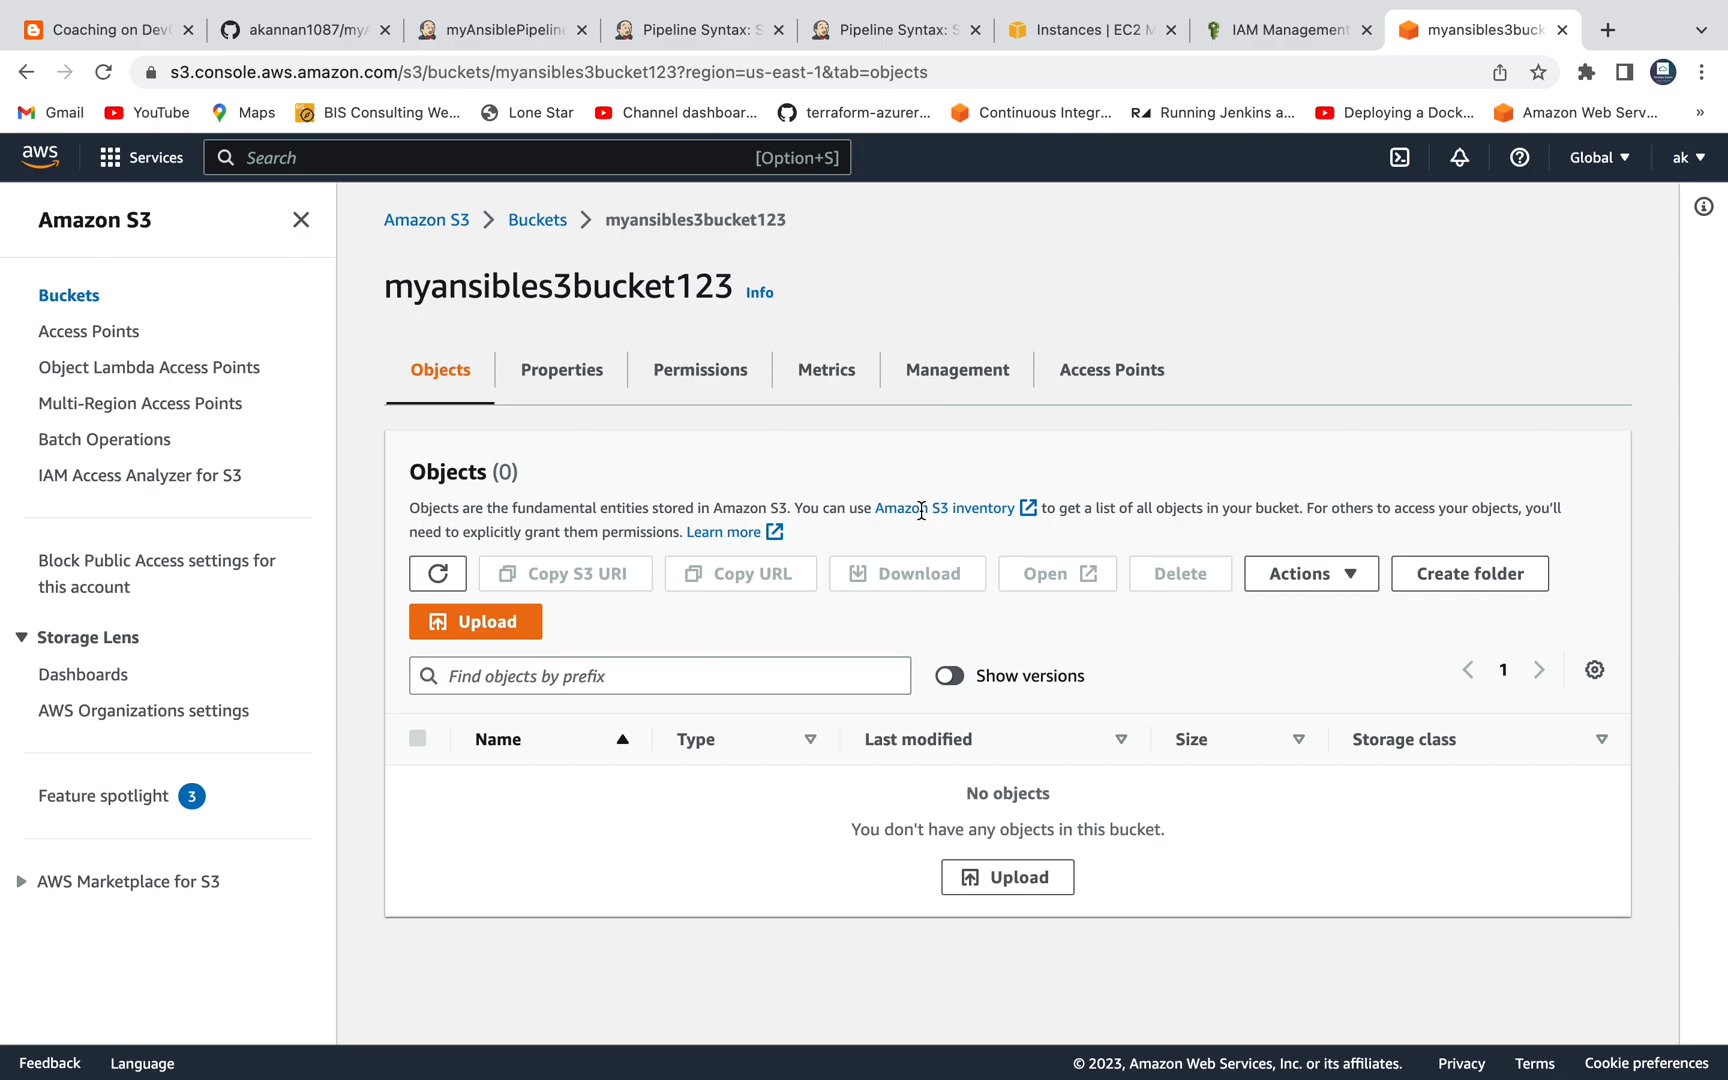 Coaching on Dev
akannan1087/my
myAnsiblePipeline
Pipeline Syntax: S
Pipeline Syntax: S
Instances | EC2 M
IAM Management
myansibles3buck
s3.console.aws.amazon.com/s3/buckets/myansibles3bucket123?region=us-east-1&tab=objects
Gmail
YouTube
Maps
BIS Consulting We...
Lone Star
Channel dashboar...
terraform-azurer...
Continuous Integr...
Running Jenkins a...
Deploying a Dock...
Amazon Web Serv...
»
aws
Services
Search
[Option+S]
Global
ak
Amazon S3
Buckets
Access Points
Object Lambda Access Points
Multi-Region Access Points
Batch Operations
IAM Access Analyzer for S3
Block Public Access settings for
this account
Storage Lens
Dashboards
AWS Organizations settings
Feature spotlight 3
AWS Marketplace for S3
Amazon S3 > Buckets > myansibles3bucket123
myansibles3bucket123 Info
Objects
Properties
Permissions
Metrics
Management
Access Points
Objects (0)
Objects are the fundamental entities stored in Amazon S3. You can use Amazon S3 inventory to get a list of all objects in your bucket. For others to access your objects, you'll
need to explicitly grant them permissions. Learn more
Copy S3 URI
Copy URL
Download
Open
Delete
Actions
Create folder
Upload
Find objects by prefix
Show versions
1
Name
Type
Last modified
Size
Storage class
No objects
You don't have any objects in this bucket.
Upload
Feedback
Language
© 2023, Amazon Web Services, Inc. or its affiliates.
Privacy
Terms
Cookie preferences